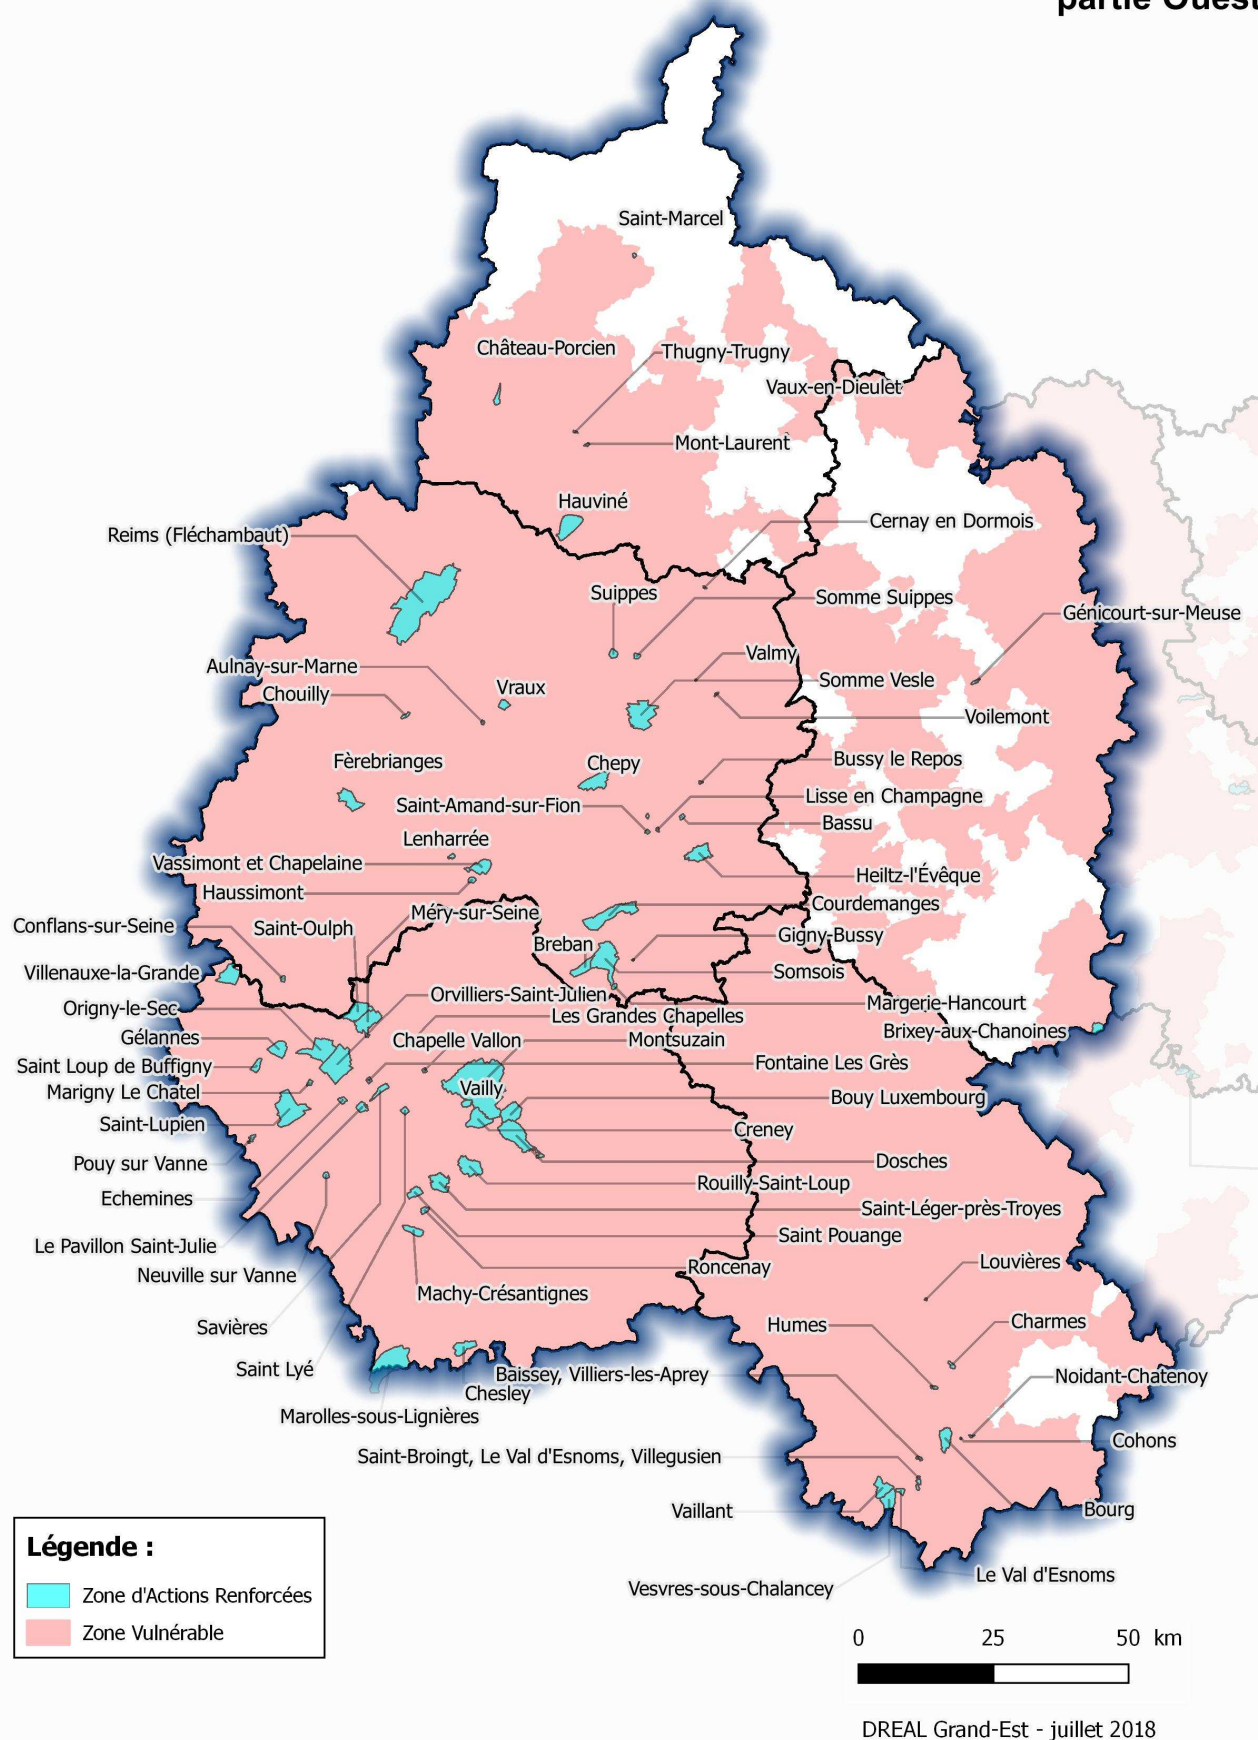 partie Ouest
Saint-Marcel
Château-Porcien
Thugny-Trugny
Vaux-en-Dieulet
Mont-Laurent
Hauviné
Cernay en Dormois
Reims (Fléchambaut)
Suippes
Somme Suippes
Génicourt-sur-Meuse
Valmy
Aulnay-sur-Marne
Somme Vesle
Vraux
Chouilly
Voilemont
Fèrebrianges
Chepy
Bussy le Repos
Saint-Amand-sur-Fion
Lisse en Champagne
Bassu
Lenharrée
Vassimont et Chapelaine
Heiltz-l'Évêque
Haussimont
Courdemanges
Méry-sur-Seine
Conflans-sur-Seine
Saint-Oulph
Gigny-Bussy
Breban
Villenauxe-la-Grande
Somsois
Orvilliers-Saint-Julien
Margerie-Hancourt
Origny-le-Sec
Les Grandes Chapelles
Brixey-aux-Chanoines
Gélannes
Chapelle Vallon
Montsuzain
Saint Loup de Buffigny
Fontaine Les Grès
Marigny Le Chatel
Vailly
Bouy Luxembourg
Saint-Lupien
Creney
Pouy sur Vanne
Dosches
Echemines
Rouilly-Saint-Loup
Saint-Léger-près-Troyes
Saint Pouange
Le Pavillon Saint-Julie
Louvières
Roncenay
Neuville sur Vanne
Machy-Crésantignes
Savières
Humes
Charmes
Saint Lyé
Baissey, Villiers-les-Aprey
Noidant-Chatenoy
Chesley
Marolles-sous-Lignières
Cohons
Saint-Broingt, Le Val d'Esnoms, Villegusien
Vaillant
Bourg
Le Val d'Esnoms
Vesvres-sous-Chalancey
Légende :
Zone d'Actions Renforcées
Zone Vulnérable
0 25 50 km
DREAL Grand-Est - juillet 2018